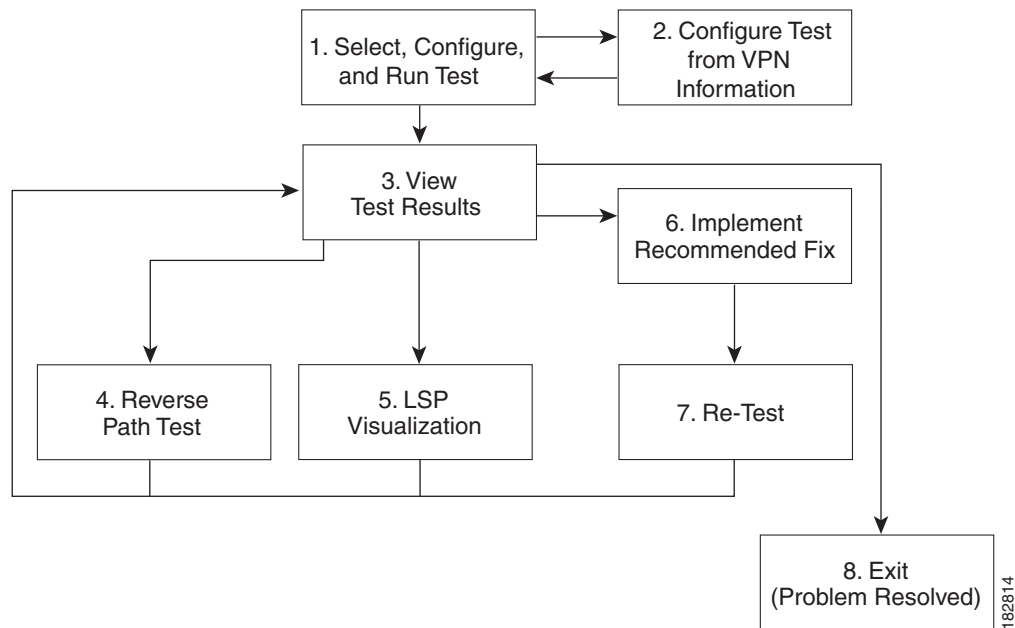 1. Select, Configure,
and Run Test
2. Configure Test
from VPN
Information
3. View
Test Results
6. Implement
Recommended Fix
4. Reverse
Path Test
5. LSP
Visualization
7. Re-Test
8. Exit
(Problem Resolved)
182814